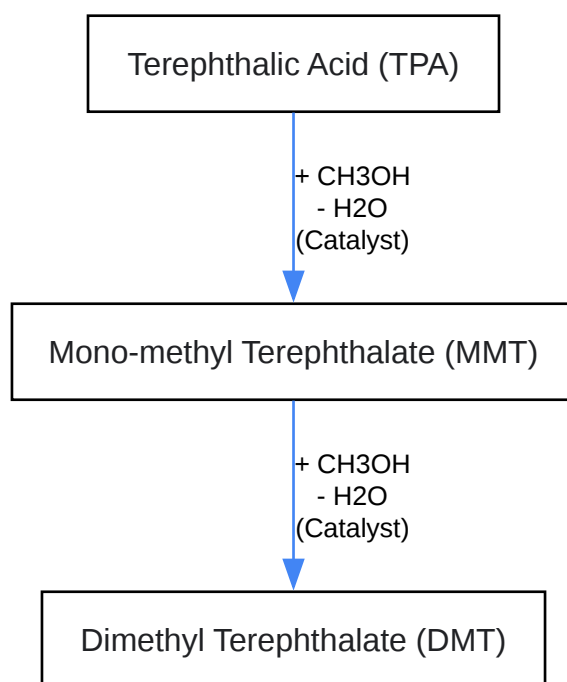 Terephthalic Acid (TPA)
+ CH3OH
- H2O
(Catalyst)
Mono-methyl Terephthalate (MMT)
+ CH3OH
- H2O
(Catalyst)
Dimethyl Terephthalate (DMT)